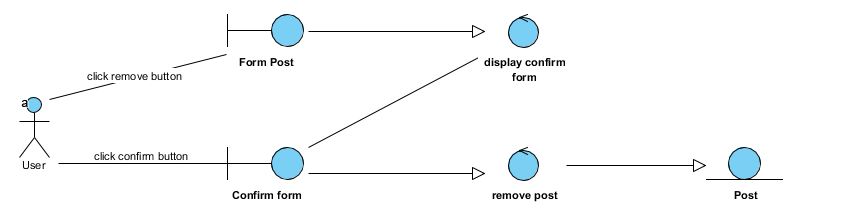 Form Post
display confirm
form
click remove button
a
User
click confirm button
Confirm form
remove post
Post